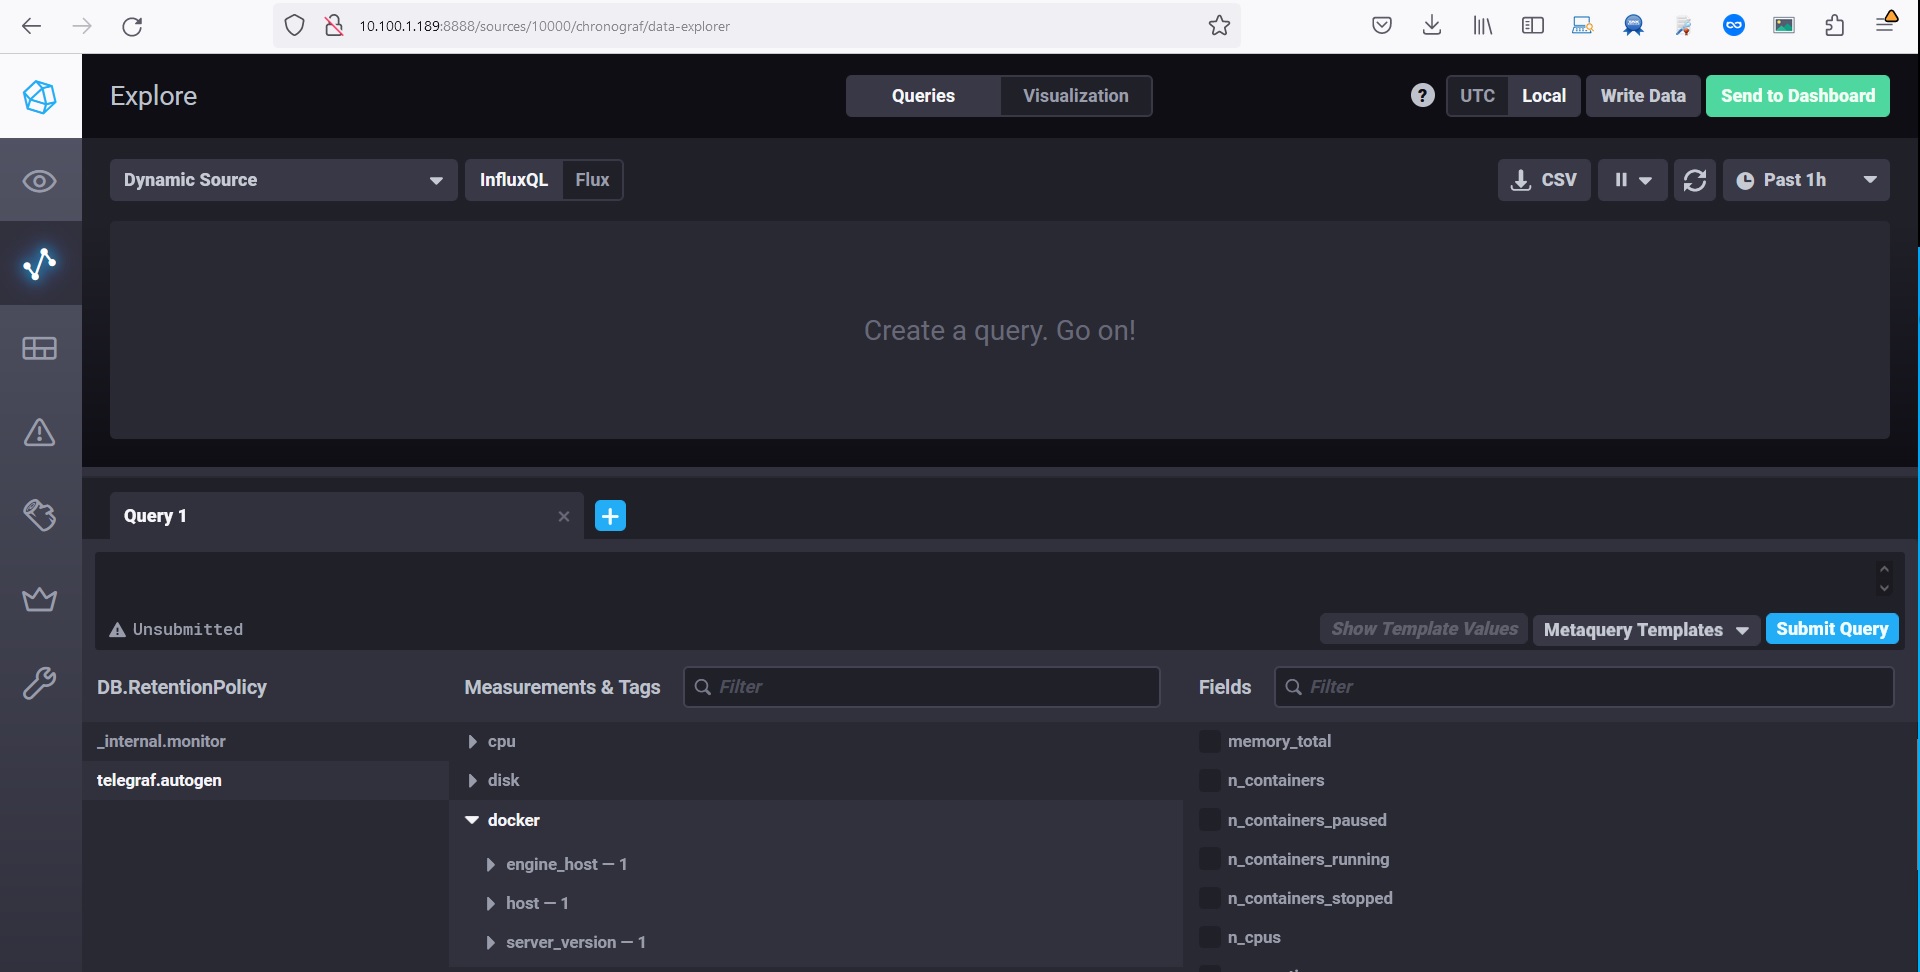 10.100.1.189:8888/sources/10000/chronograf/data-explorer
Explore
Queries
Visualization
?
UTC
Local
Write Data
Send to Dashboard
Dynamic Source
InfluxQL
Flux
CSV
Past 1h
Create a query. Go on!
Query 1
Unsubmitted
Show Template Values
Metaquery Templates
Submit Query
DB.RetentionPolicy
Measurements & Tags
Filter
Fields
Filter
_internal.monitor
telegraf.autogen
cpu
disk
docker
engine_host — 1
host — 1
server_version — 1
memory_total
n_containers
n_containers_paused
n_containers_running
n_containers_stopped
n_cpus